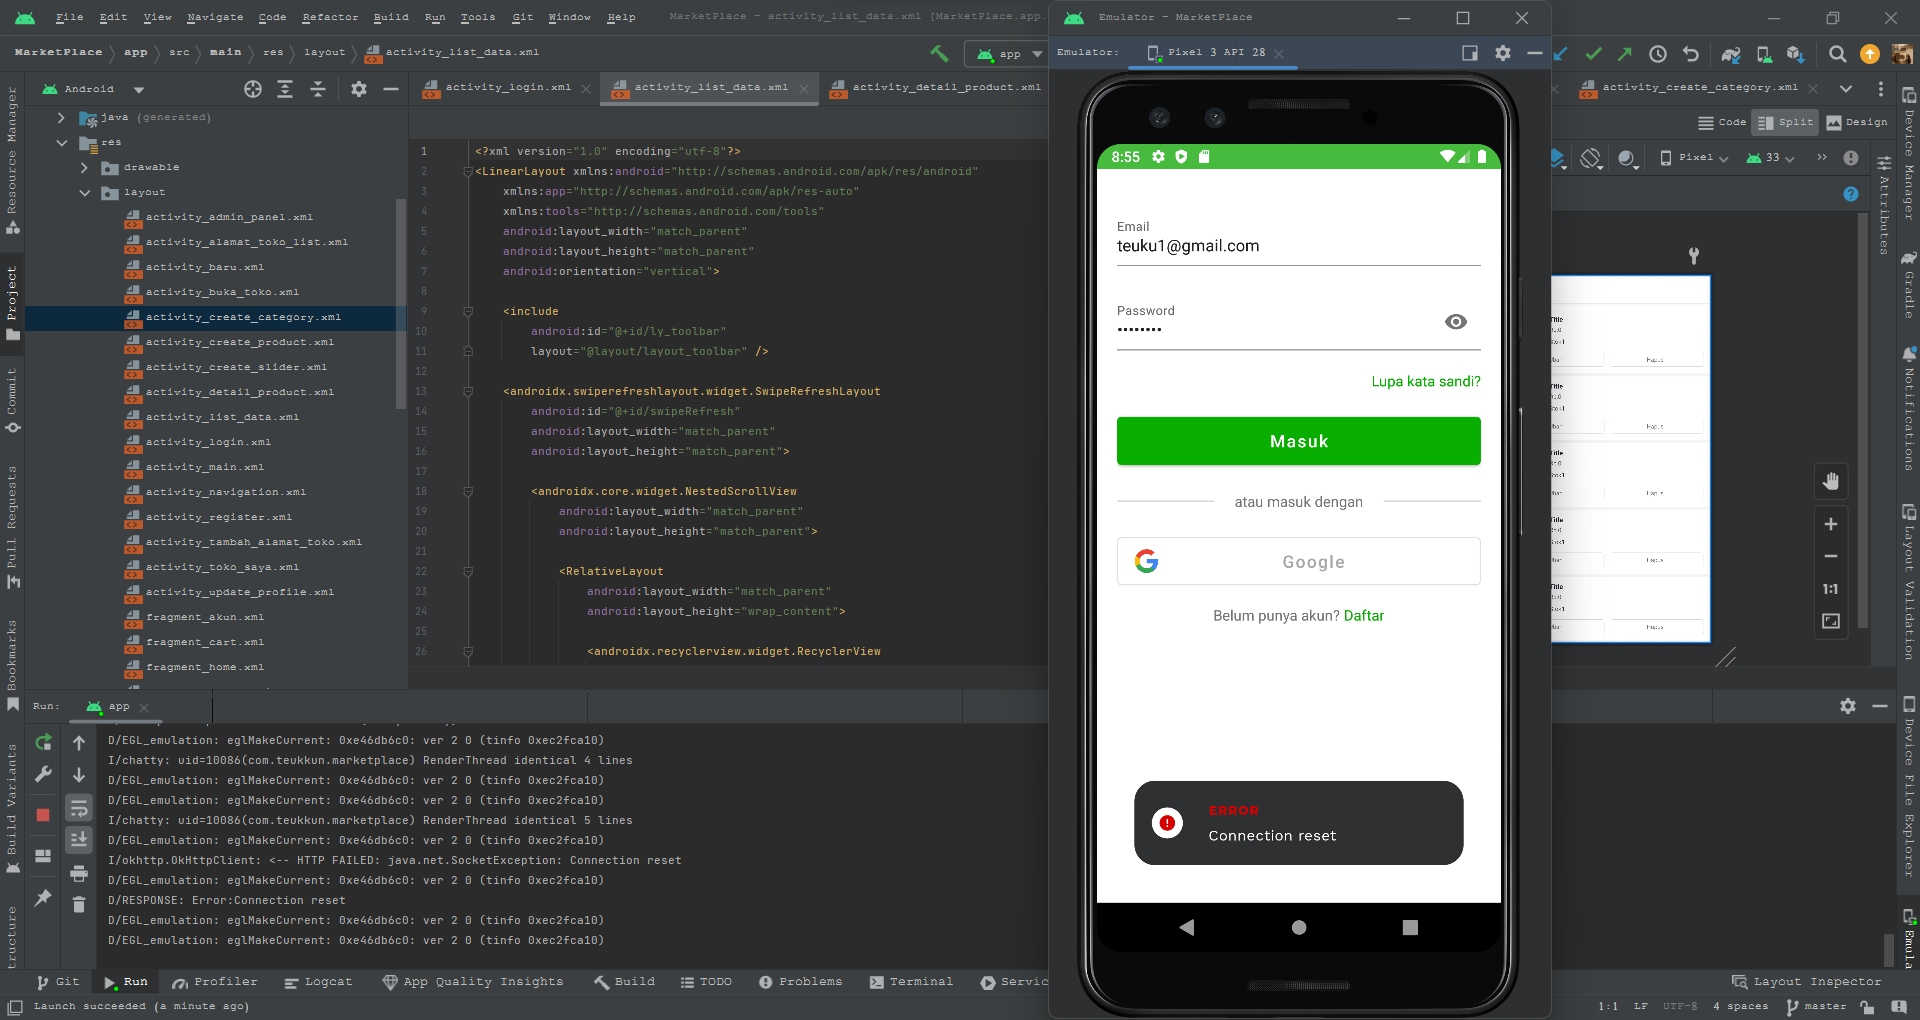 File Edit View Navigate Code Refactor Build Run Tools Git Window Help MarketPlace – activity_list_data.xml [MarketPlace.app.
Emulator – MarketPlace
MarketPlace app src main res layout activity_list_data.xml
app
Emulator: Pixel 3 API 28
Android
activity_login.xml activity_list_data.xml activity_detail_product.xml
activity_create_category.xml
Code Split Design
Pixel 33 »
Resource Manager
Project
Commit
Pull Requests
Bookmarks
Build Variants
tructure
java (generated)
res
drawable
layout
activity_admin_panel.xml
activity_alamat_toko_list.xml
activity_baru.xml
activity_buka_toko.xml
activity_create_category.xml
activity_create_product.xml
activity_create_slider.xml
activity_detail_product.xml
activity_list_data.xml
activity_login.xml
activity_main.xml
activity_navigation.xml
activity_register.xml
activity_tambah_alamat_toko.xml
activity_toko_saya.xml
activity_update_profile.xml
fragment_akun.xml
fragment_cart.xml
fragment_home.xml
1 <?xml version="1.0" encoding="utf-8"?>
2 <LinearLayout xmlns:android="http://schemas.android.com/apk/res/android"
3 xmlns:app="http://schemas.android.com/apk/res-auto"
4 xmlns:tools="http://schemas.android.com/tools"
5 android:layout_width="match_parent"
6 android:layout_height="match_parent"
7 android:orientation="vertical">
8
9 <include
10 android:id="@+id/ly_toolbar"
11 layout="@layout/layout_toolbar" />
12
13 <androidx.swiperefreshlayout.widget.SwipeRefreshLayout
14 android:id="@+id/swipeRefresh"
15 android:layout_width="match_parent"
16 android:layout_height="match_parent">
17
18 <androidx.core.widget.NestedScrollView
19 android:layout_width="match_parent"
20 android:layout_height="match_parent">
21
22 <RelativeLayout
23 android:layout_width="match_parent"
24 android:layout_height="wrap_content">
25
26 <androidx.recyclerview.widget.RecyclerView
8:55
Email
teuku1@gmail.com
Password
••••••••
Lupa kata sandi?
Masuk
atau masuk dengan
Google
Belum punya akun? Daftar
ERROR
Connection reset
Hapus
Hapus
Hapus
Hapus
Hapus
1:1
Device Manager
Attributes
Gradle
Notifications
Layout Validation
Device File Explorer
Emula
Run: app
D/EGL_emulation: eglMakeCurrent: 0xe46db6c0: ver 2 0 (tinfo 0xec2fca10)
I/chatty: uid=10086(com.teukkun.marketplace) RenderThread identical 4 lines
D/EGL_emulation: eglMakeCurrent: 0xe46db6c0: ver 2 0 (tinfo 0xec2fca10)
D/EGL_emulation: eglMakeCurrent: 0xe46db6c0: ver 2 0 (tinfo 0xec2fca10)
I/chatty: uid=10086(com.teukkun.marketplace) RenderThread identical 5 lines
D/EGL_emulation: eglMakeCurrent: 0xe46db6c0: ver 2 0 (tinfo 0xec2fca10)
I/okhttp.OkHttpClient: <-- HTTP FAILED: java.net.SocketException: Connection reset
D/EGL_emulation: eglMakeCurrent: 0xe46db6c0: ver 2 0 (tinfo 0xec2fca10)
D/RESPONSE: Error:Connection reset
D/EGL_emulation: eglMakeCurrent: 0xe46db6c0: ver 2 0 (tinfo 0xec2fca10)
D/EGL_emulation: eglMakeCurrent: 0xe46db6c0: ver 2 0 (tinfo 0xec2fca10)
Git Run Profiler Logcat App Quality Insights Build TODO Problems Terminal Servic
Layout Inspector
Launch succeeded (a minute ago)
1:1 LF UTF-8 4 spaces master